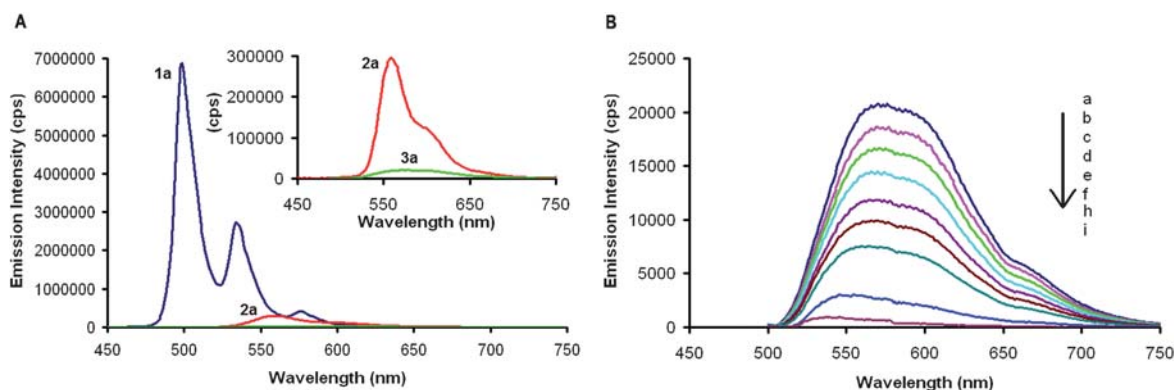 A
Emission Intensity (cps)
7000000
6000000
5000000
4000000
3000000
2000000
1000000
0
450 500 550 600 650 700 750
Wavelength (nm)
1a
2a
(cps)
300000
200000
100000
0
450 550 650 750
Wavelength (nm)
2a
3a
B
Emission Intensity (cps)
25000
20000
15000
10000
5000
0
450 500 550 600 650 700 750
Wavelength (nm)
a
b
c
d
e
f
h
i